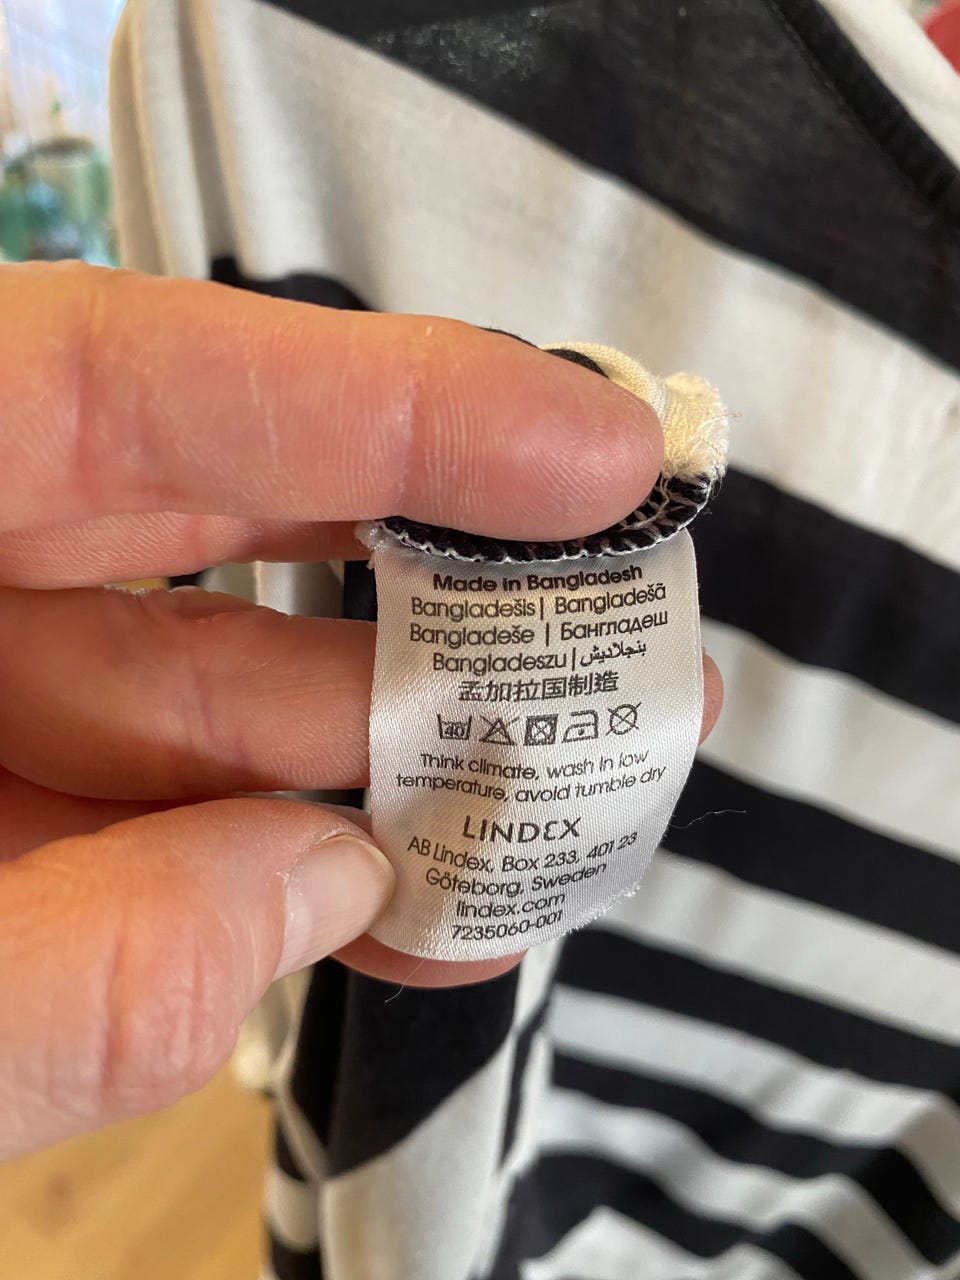 Made in Bangladesh
Bangladešis | Bangladešā
Bangladeše | Бангладеш
Bangladeszu | بنجلاديش
孟加拉国制造
40
Think climate, wash in low
temperature, avoid tumble dry
LINDEX
AB Lindex, Box 233, 401 23
Göteborg, Sweden
lindex.com
7235060-001